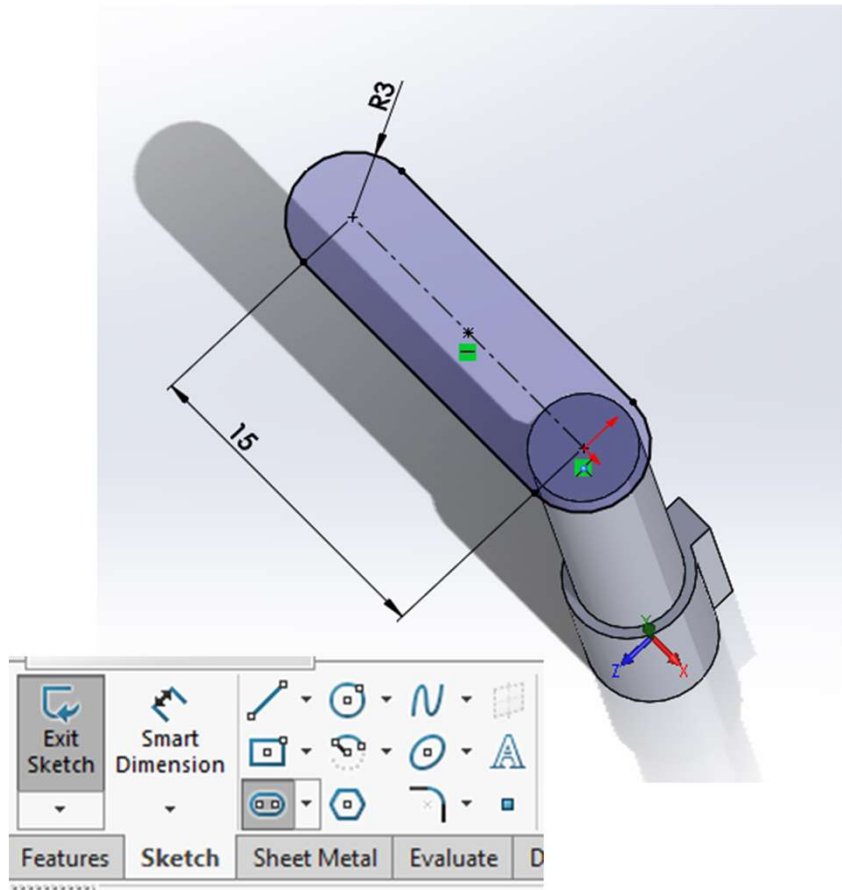 R3
15
Y
Z
X
Exit
Sketch
Smart
Dimension
Features
Sketch
Sheet Metal
Evaluate
D